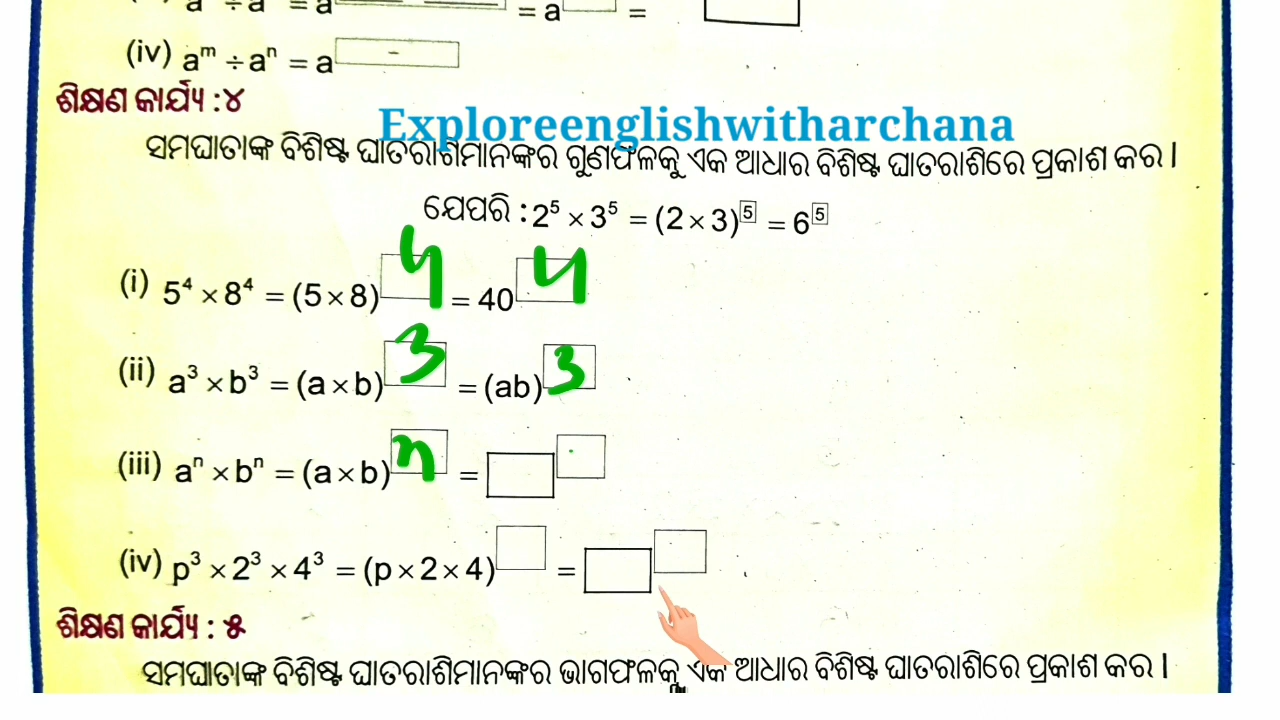 a ÷a = a = a =
(iv) aᵐ ÷ aⁿ = a -
ଶିକ୍ଷଣ କାର୍ଯ୍ୟ : ୪
Exploreenglishwitharchana
ସମଘାତାଙ୍କ ବିଶିଷ୍ଟ ଘାତରାଶିମାନଙ୍କର ଗୁଣଫଳକୁ ଏକ ଆଧାର ବିଶିଷ୍ଟ ଘାତରାଶିରେ ପ୍ରକାଶ କର ।
ଯେପରି : 2⁵ × 3⁵ = (2 × 3)⁵ = 6⁵
(i) 5⁴ × 8⁴ = (5 × 8)⁴ = 40⁴
(ii) a³ × b³ = (a × b)³ = (ab)³
(iii) aⁿ × bⁿ = (a × b)ⁿ =
(iv) p³ × 2³ × 4³ = (p × 2 × 4) =
ଶିକ୍ଷଣ କାର୍ଯ୍ୟ : ୫
ସମଘାତାଙ୍କ ବିଶିଷ୍ଟ ଘାତରାଶିମାନଙ୍କର ଭାଗଫଳକୁ ଏକ ଆଧାର ବିଶିଷ୍ଟ ଘାତରାଶିରେ ପ୍ରକାଶ କର ।